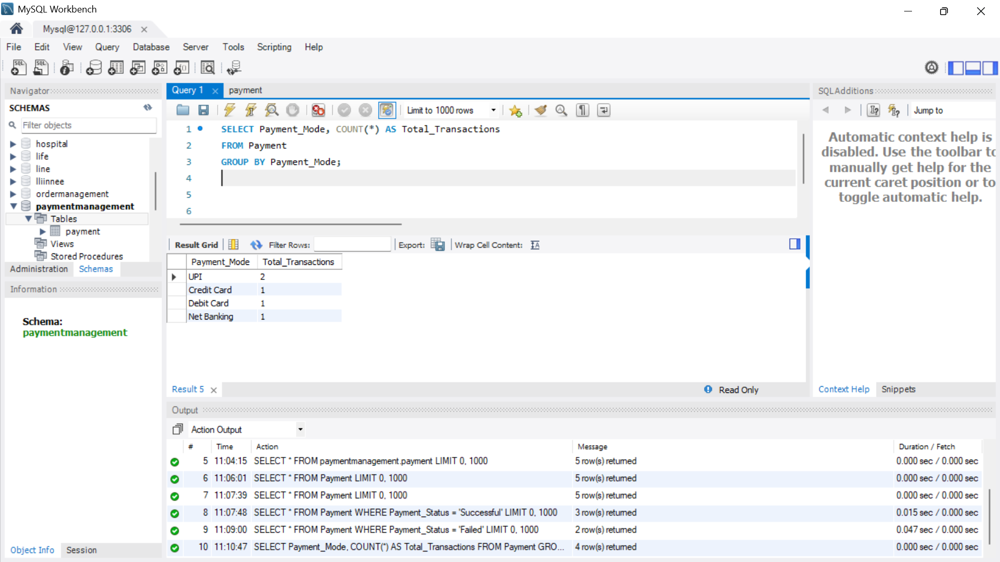 MySQL Workbench
Mysql@127.0.0.1:3306
File Edit View Query Database Server Tools Scripting Help
Navigator
SCHEMAS
Filter objects
hospital
life
line
lliinnee
ordermanagement
paymentmanagement
Tables
payment
Views
Stored Procedures
Administration Schemas
Information
Schema:
paymentmanagement
Object Info Session
Query 1 payment
Limit to 1000 rows
1 SELECT Payment_Mode, COUNT(*) AS Total_Transactions
2 FROM Payment
3 GROUP BY Payment_Mode;
4
5
6
Result Grid Filter Rows: Export: Wrap Cell Content:
Payment_Mode Total_Transactions
UPI 2
Credit Card 1
Debit Card 1
Net Banking 1
Result 5 Read Only
SQLAdditions
Jump to
Automatic context help is
disabled. Use the toolbar to
manually get help for the
current caret position or to
toggle automatic help.
Context Help Snippets
Output
Action Output
# Time Action Message Duration / Fetch
5 11:04:15 SELECT * FROM paymentmanagement.payment LIMIT 0, 1000 5 row(s) returned 0.000 sec / 0.000 sec
6 11:06:01 SELECT * FROM Payment LIMIT 0, 1000 5 row(s) returned 0.000 sec / 0.000 sec
7 11:07:39 SELECT * FROM Payment LIMIT 0, 1000 5 row(s) returned 0.000 sec / 0.000 sec
8 11:07:48 SELECT * FROM Payment WHERE Payment_Status = 'Successful' LIMIT 0, 1000 3 row(s) returned 0.015 sec / 0.000 sec
9 11:09:00 SELECT * FROM Payment WHERE Payment_Status = 'Failed' LIMIT 0, 1000 2 row(s) returned 0.047 sec / 0.000 sec
10 11:10:47 SELECT Payment_Mode, COUNT(*) AS Total_Transactions FROM Payment GRO... 4 row(s) returned 0.000 sec / 0.000 sec